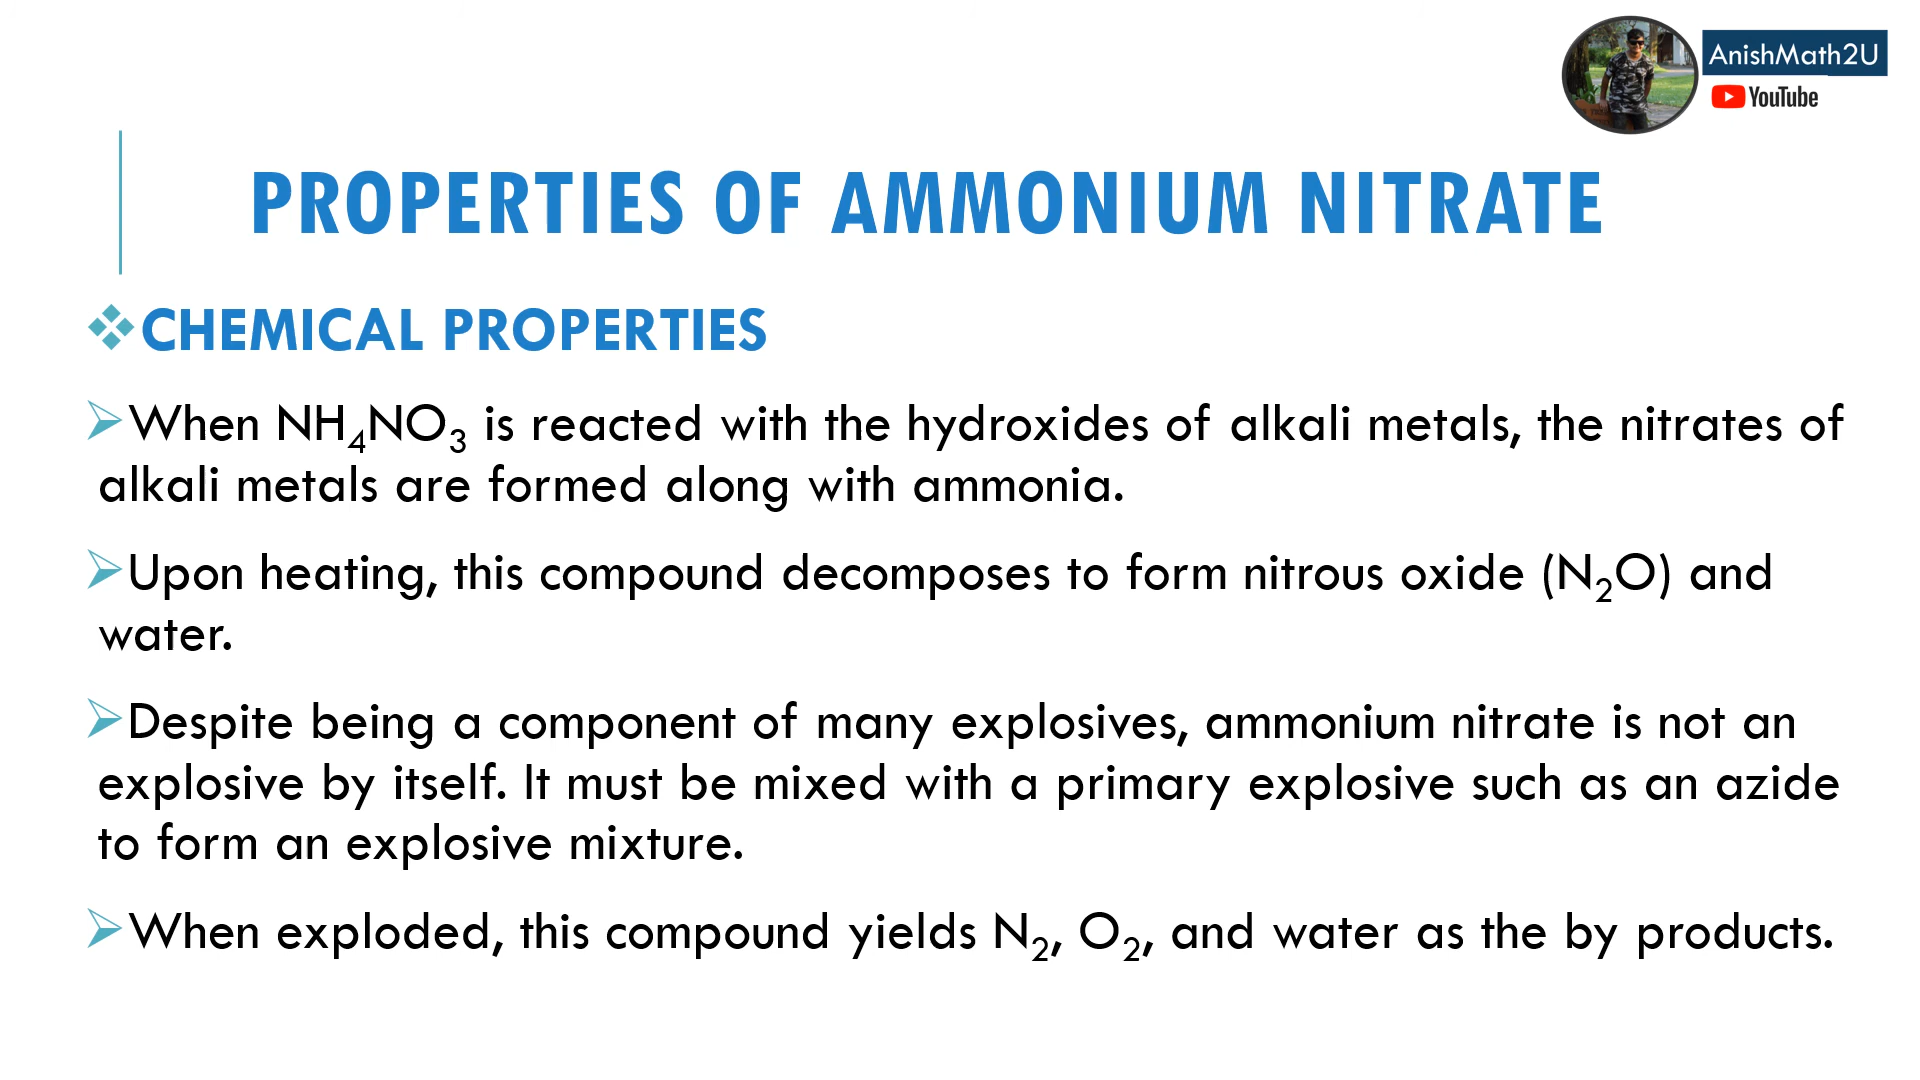 AnishMath2U
YouTube
PROPERTIES OF AMMONIUM NITRATE
❖CHEMICAL PROPERTIES
➢When NH₄NO₃ is reacted with the hydroxides of alkali metals, the nitrates of
alkali metals are formed along with ammonia.
➢Upon heating, this compound decomposes to form nitrous oxide (N₂O) and
water.
➢Despite being a component of many explosives, ammonium nitrate is not an
explosive by itself. It must be mixed with a primary explosive such as an azide
to form an explosive mixture.
➢When exploded, this compound yields N₂, O₂, and water as the by products.